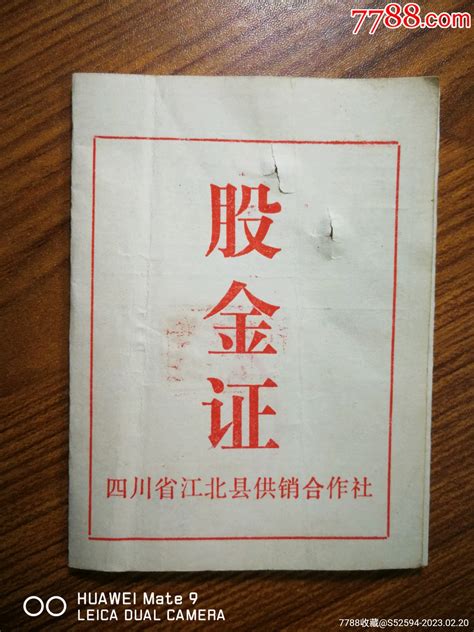 7788.com
股
金
证
四川省江北县供销合作社
HUAWEI Mate 9
LEICA DUAL CAMERA
7788收藏@S52594-2023.02.20